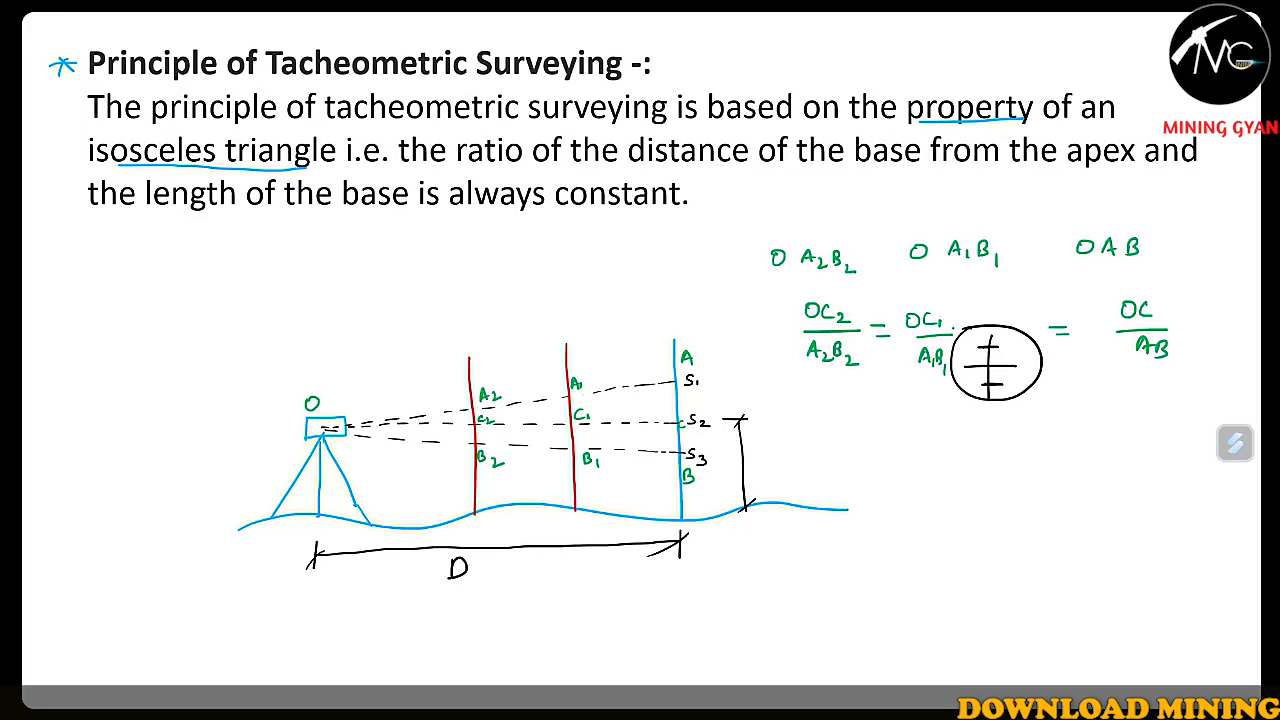 Principle of Tacheometric Surveying -:
The principle of tacheometric surveying is based on the property of an
isosceles triangle i.e. the ratio of the distance of the base from the apex and
the length of the base is always constant.
MG
MINING GYAN
O A2B2 O A1B1 OAB
OC2 / A2B2 = OC1 / A1B1 = OC / AB
A
S1
A1
A2
O
C2
C1
C
S2
B2
B1
S3
B
D
DOWNLOAD MINING